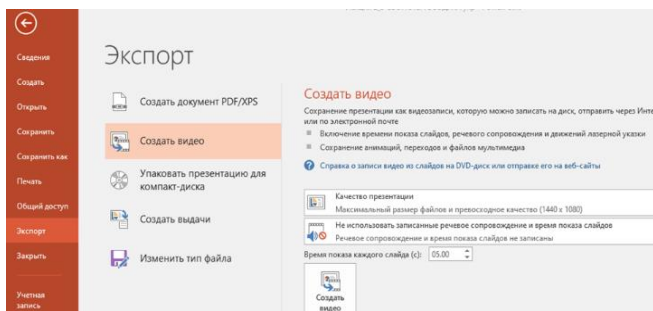 Сведения
Создать
Открыть
Сохранить
Сохранить как
Печать
Общий доступ
Экспорт
Закрыть
Учетная
запись
Экспорт
Создать документ PDF/XPS
Создать видео
Упаковать презентацию для
компакт-диска
Создать выдачи
Изменить тип файла
Создать видео
Сохранение презентации как видеозаписи, которую можно записать на диск, отправить через Инте
или по электронной почте
Включение времени показа слайдов, речевого сопровождения и движений лазерной указки
Сохранение анимаций, переходов и файлов мультимедиа
Справка о записи видео из слайдов на DVD-диск или отправке его на веб-сайты
Качество презентации
Максимальный размер файлов и превосходное качество (1440 x 1080)
Не использовать записанные речевое сопровождение и время показа слайдов
Речевое сопровождение и время показа слайдов не записаны
Время показа каждого слайда (с): 05.00
Создать
видео